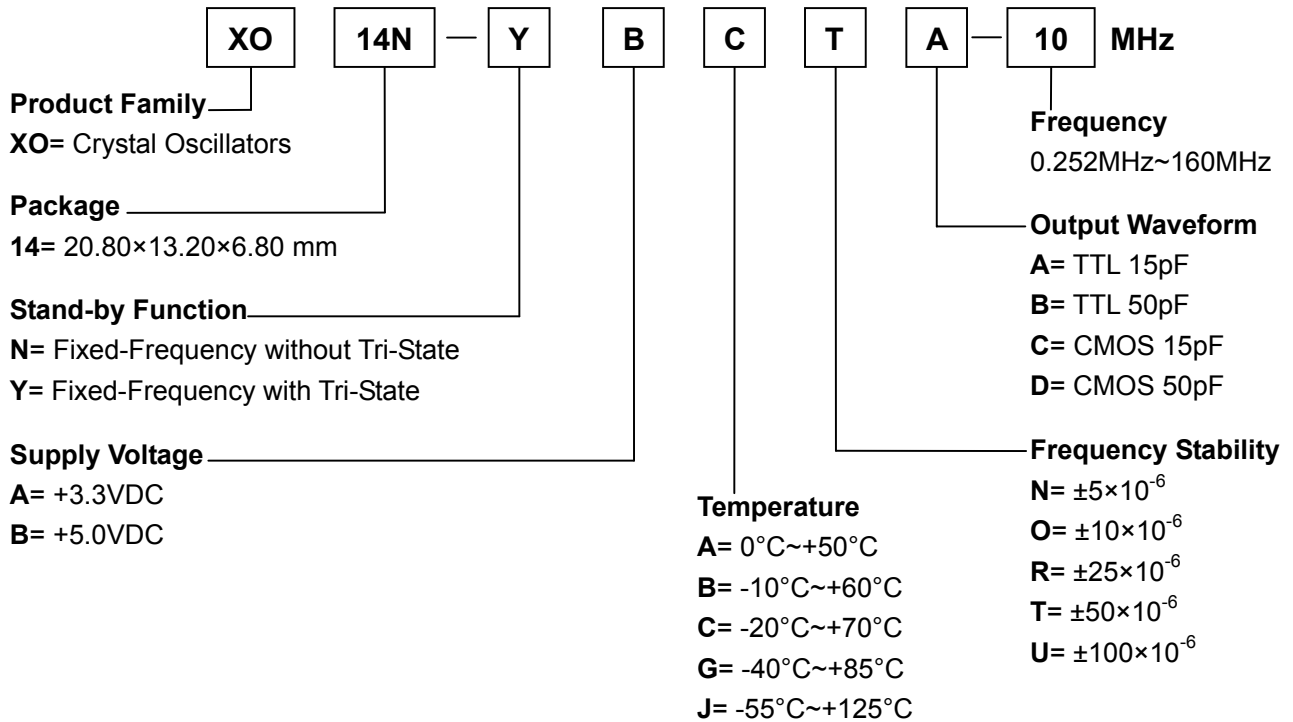 XO 14N — Y B C T A — 10 MHz
Product Family
XO= Crystal Oscillators
Package
14= 20.80×13.20×6.80 mm
Stand-by Function
N= Fixed-Frequency without Tri-State
Y= Fixed-Frequency with Tri-State
Supply Voltage
A= +3.3VDC
B= +5.0VDC
Temperature
A= 0°C~+50°C
B= -10°C~+60°C
C= -20°C~+70°C
G= -40°C~+85°C
J= -55°C~+125°C
Frequency
0.252MHz~160MHz
Output Waveform
A= TTL 15pF
B= TTL 50pF
C= CMOS 15pF
D= CMOS 50pF
Frequency Stability
N= ±5×10⁻⁶
O= ±10×10⁻⁶
R= ±25×10⁻⁶
T= ±50×10⁻⁶
U= ±100×10⁻⁶